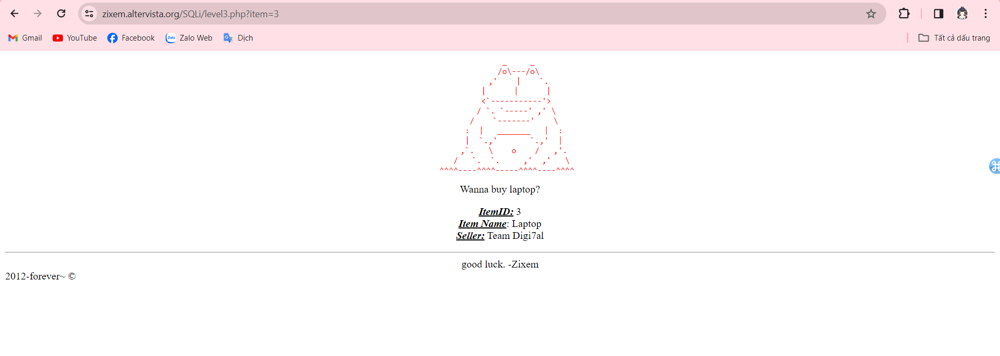 zixem.altervista.org/SQLi/level3.php?item=3
Gmail
YouTube
Facebook
Zalo
Zalo Web
Dịch
Tất cả dấu trang
Wanna buy laptop?
ItemID: 3
Item Name: Laptop
Seller: Team Digi7al
good luck. -Zixem
2012-forever~ ©